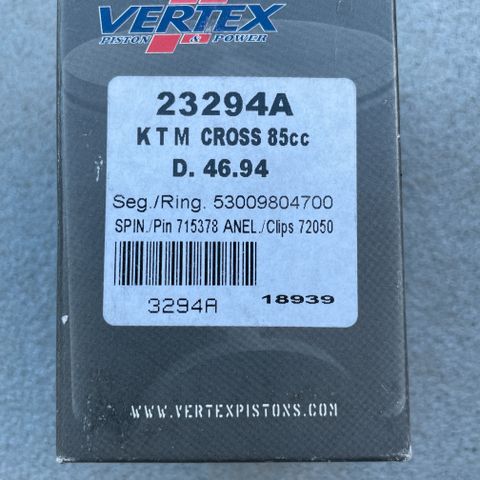 VERTEX
PISTON & POWER
23294A
KTM CROSS 85cc
D. 46.94
Seg./Ring. 53009804700
SPIN./Pin 715378 ANEL./Clips 72050
3294A 18939
WWW.VERTEXPISTONS.COM/